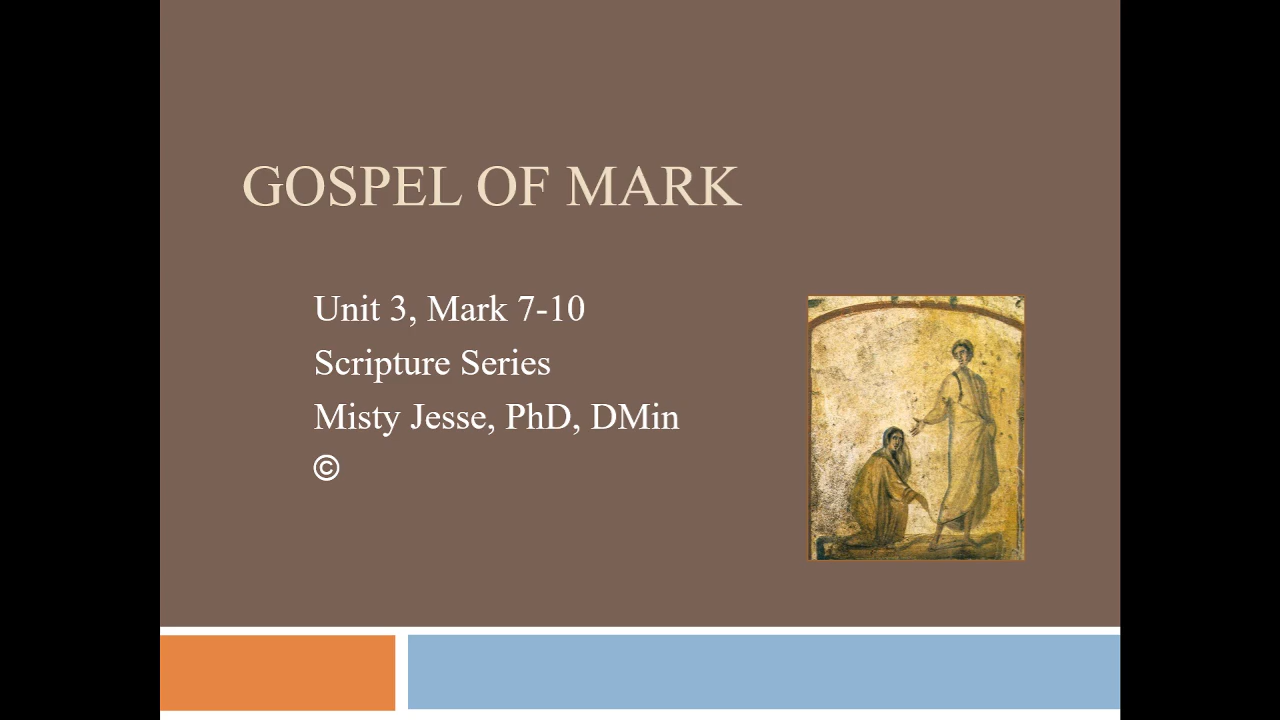 GOSPEL OF MARK
Unit 3, Mark 7-10
Scripture Series
Misty Jesse, PhD, DMin
©